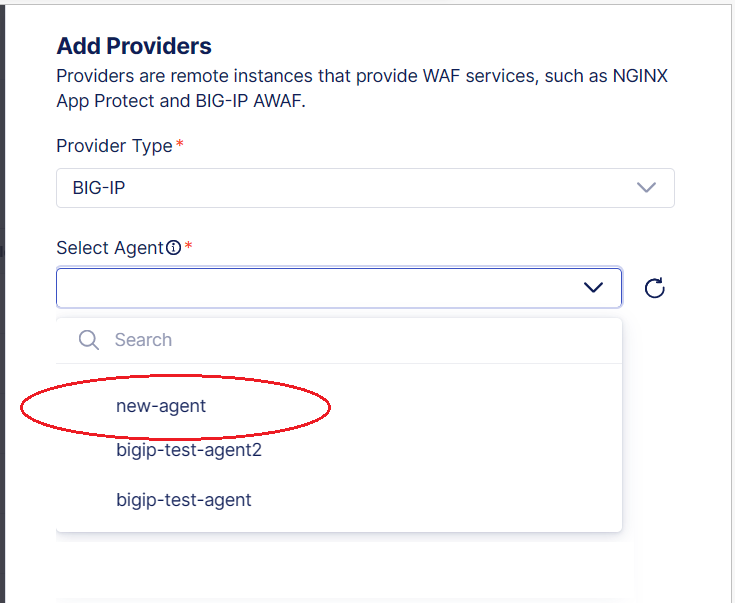 Add Providers
Providers are remote instances that provide WAF services, such as NGINX
App Protect and BIG-IP AWAF.
Provider Type*
BIG-IP
Select Agent *
Search
new-agent
bigip-test-agent2
bigip-test-agent